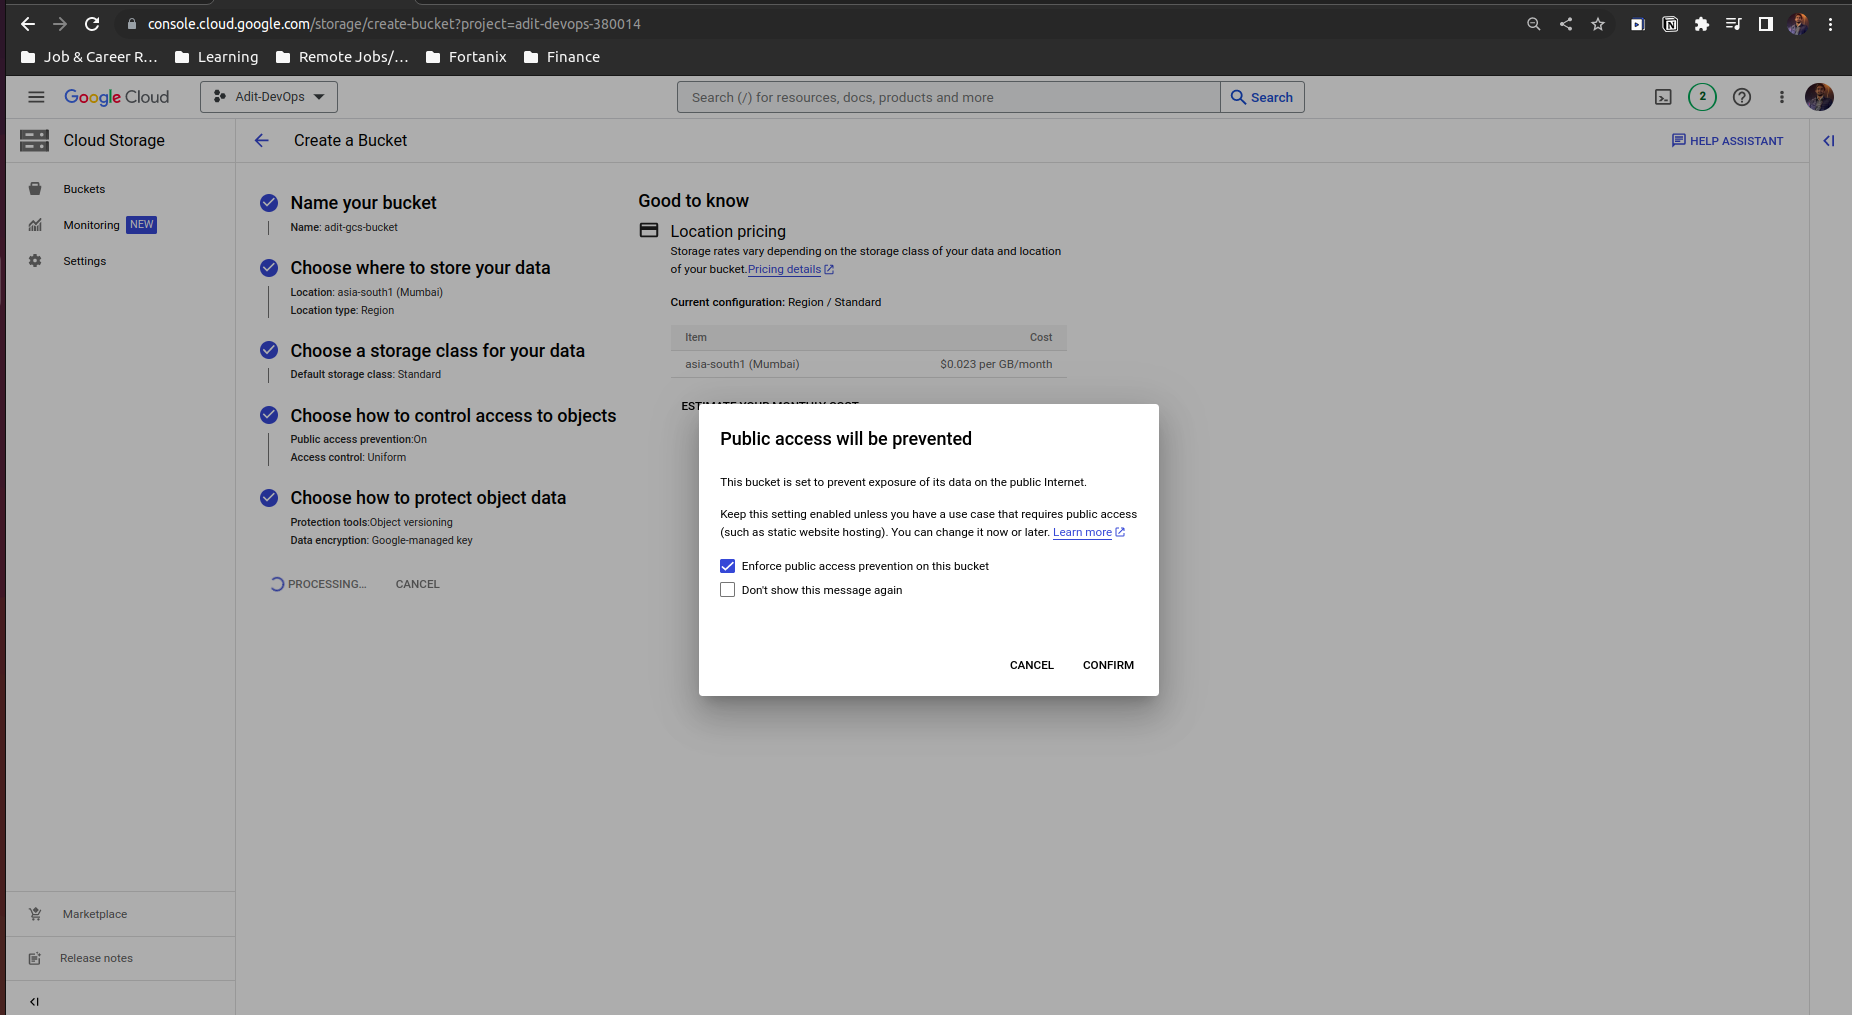 console.cloud.google.com/storage/create-bucket?project=adit-devops-380014
Job & Career R... Learning Remote Jobs/... Fortanix Finance
Google Cloud Adit-DevOps Search (/) for resources, docs, products and more Search 2
Cloud Storage Create a Bucket HELP ASSISTANT
Buckets
Monitoring NEW
Settings
Marketplace
Release notes
Name your bucket
Name: adit-gcs-bucket
Choose where to store your data
Location: asia-south1 (Mumbai)
Location type: Region
Choose a storage class for your data
Default storage class: Standard
Choose how to control access to objects
Public access prevention:On
Access control: Uniform
Choose how to protect object data
Protection tools:Object versioning
Data encryption: Google-managed key
PROCESSING... CANCEL
Good to know
Location pricing
Storage rates vary depending on the storage class of your data and location
of your bucket.Pricing details
Current configuration: Region / Standard
Item Cost
asia-south1 (Mumbai) $0.023 per GB/month
ESTIMATE YOUR MONTHLY COST
Public access will be prevented
This bucket is set to prevent exposure of its data on the public Internet.
Keep this setting enabled unless you have a use case that requires public access
(such as static website hosting). You can change it now or later. Learn more
Enforce public access prevention on this bucket
Don't show this message again
CANCEL CONFIRM